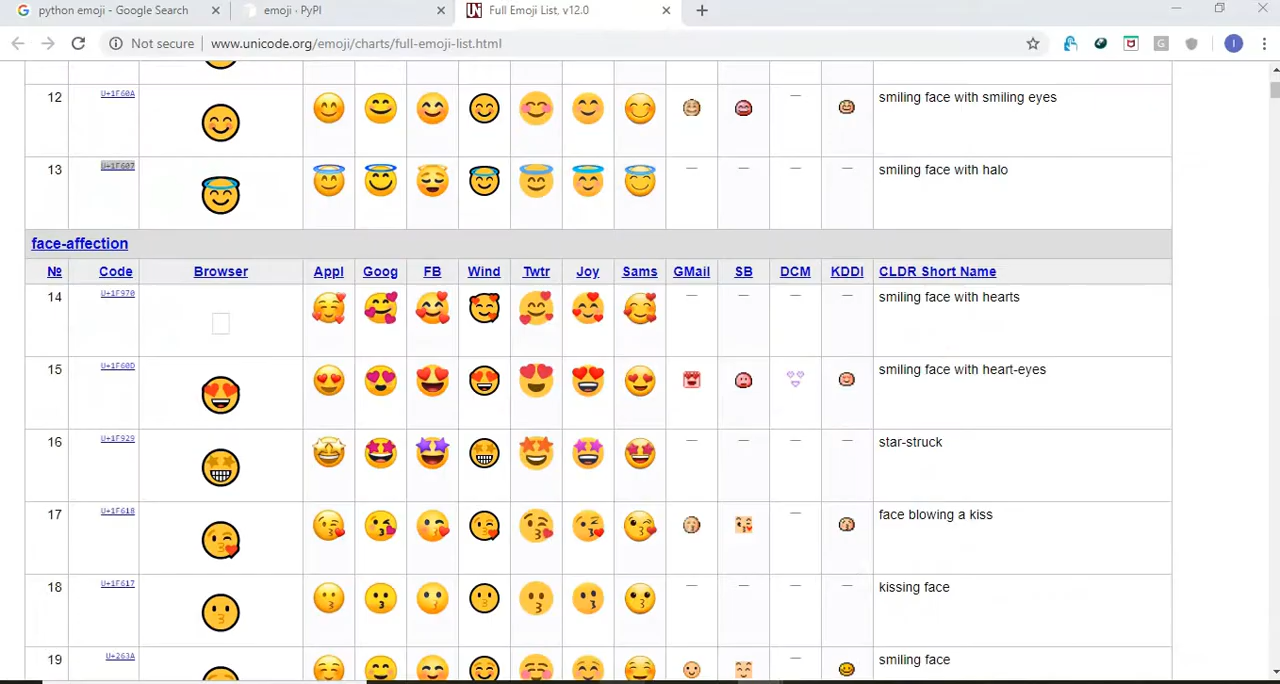 python emoji - Google Search
emoji · PyPI
Full Emoji List, v12.0
Not secure
www.unicode.org/emoji/charts/full-emoji-list.html
12 U+1F60A — smiling face with smiling eyes
13 U+1F607 — — — — smiling face with halo
face-affection
№ Code Browser Appl Goog FB Wind Twtr Joy Sams GMail SB DCM KDDI CLDR Short Name
14 U+1F970 — — — — smiling face with hearts
15 U+1F60D smiling face with heart-eyes
16 U+1F929 — — — — star-struck
17 U+1F618 — face blowing a kiss
18 U+1F617 — — — — kissing face
19 U+263A — smiling face